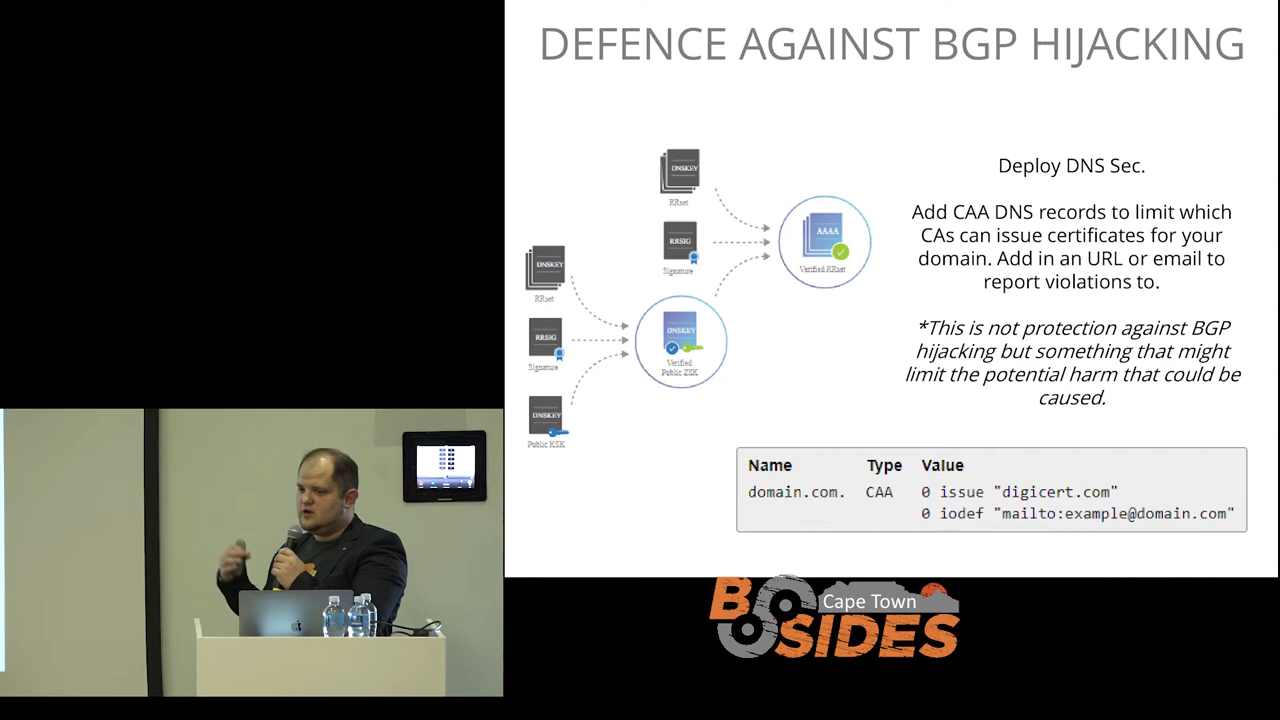 DEFENCE AGAINST BGP HIJACKING
DNSKEY
RRset
RRSIG
Signature
AAAA
Verified RRset
DNSKEY
RRset
RRSIG
Signature
DNSKEY
Public KSK
DNSKEY
Verified
Public ZSK
Deploy DNS Sec.
Add CAA DNS records to limit which
CAs can issue certificates for your
domain. Add in an URL or email to
report violations to.
*This is not protection against BGP
hijacking but something that might
limit the potential harm that could be
caused.
Name Type Value
domain.com. CAA 0 issue "digicert.com"
0 iodef "mailto:example@domain.com"
B SIDES
Cape Town